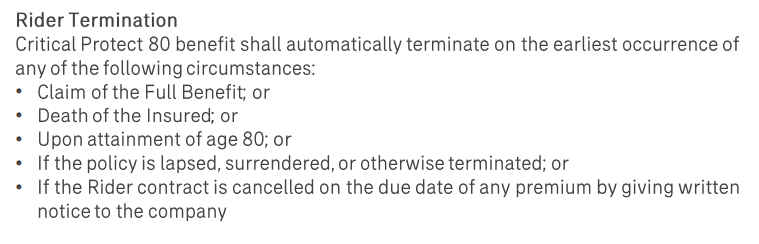 Rider Termination
Critical Protect 80 benefit shall automatically terminate on the earliest occurrence of
any of the following circumstances:
• Claim of the Full Benefit; or
• Death of the Insured; or
• Upon attainment of age 80; or
• If the policy is lapsed, surrendered, or otherwise terminated; or
• If the Rider contract is cancelled on the due date of any premium by giving written
notice to the company